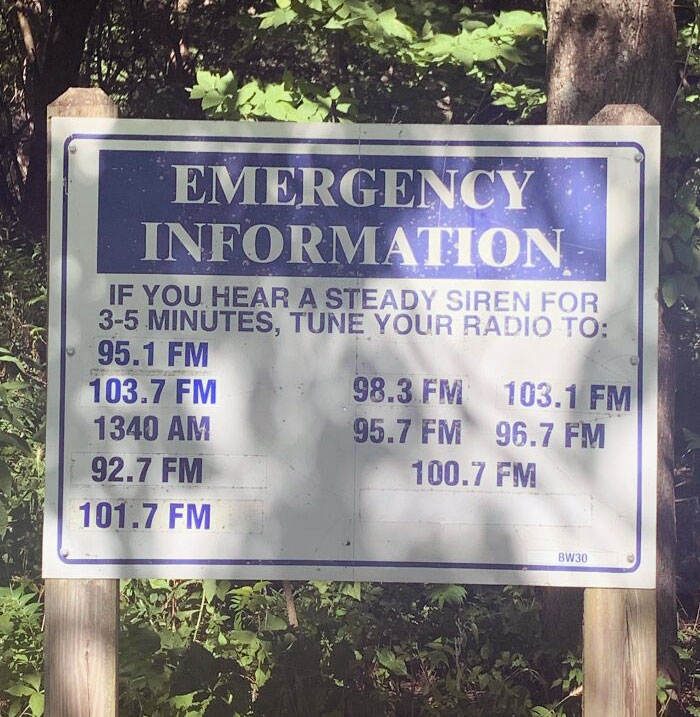 EMERGENCY
INFORMATION
IF YOU HEAR A STEADY SIREN FOR
3-5 MINUTES, TUNE YOUR RADIO TO:
95.1 FM
103.7 FM 98.3 FM 103.1 FM
1340 AM 95.7 FM 96.7 FM
92.7 FM 100.7 FM
101.7 FM
BW30